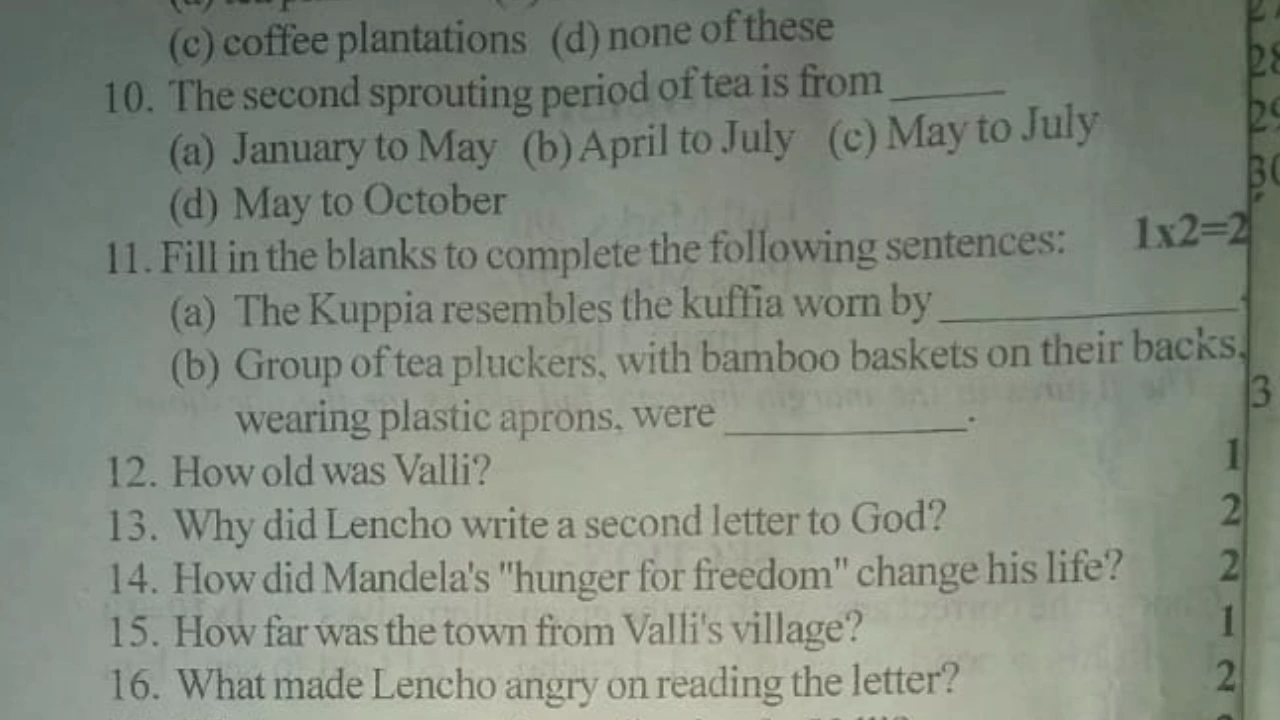 (c) coffee plantations (d) none of these
10. The second sprouting period of tea is from ______
(a) January to May (b) April to July (c) May to July
(d) May to October
11. Fill in the blanks to complete the following sentences: 1x2=2
(a) The Kuppia resembles the kuffia worn by ______________.
(b) Group of tea pluckers, with bamboo baskets on their backs,
wearing plastic aprons, were ____________.
12. How old was Valli? 1
13. Why did Lencho write a second letter to God? 2
14. How did Mandela's "hunger for freedom" change his life? 2
15. How far was the town from Valli's village? 1
16. What made Lencho angry on reading the letter? 2
28
29
30
3